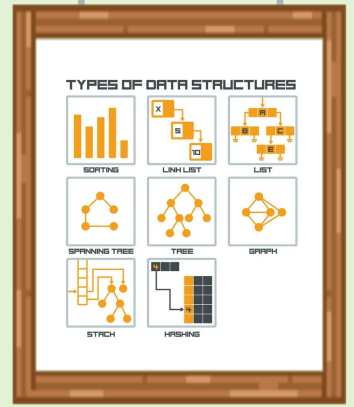 TYPES OF DATA STRUCTURES
X
5
10
A
B C
E
SORTING LINK LIST LIST
SPANNING TREE TREE GRAPH
4
4
STACK HASHING